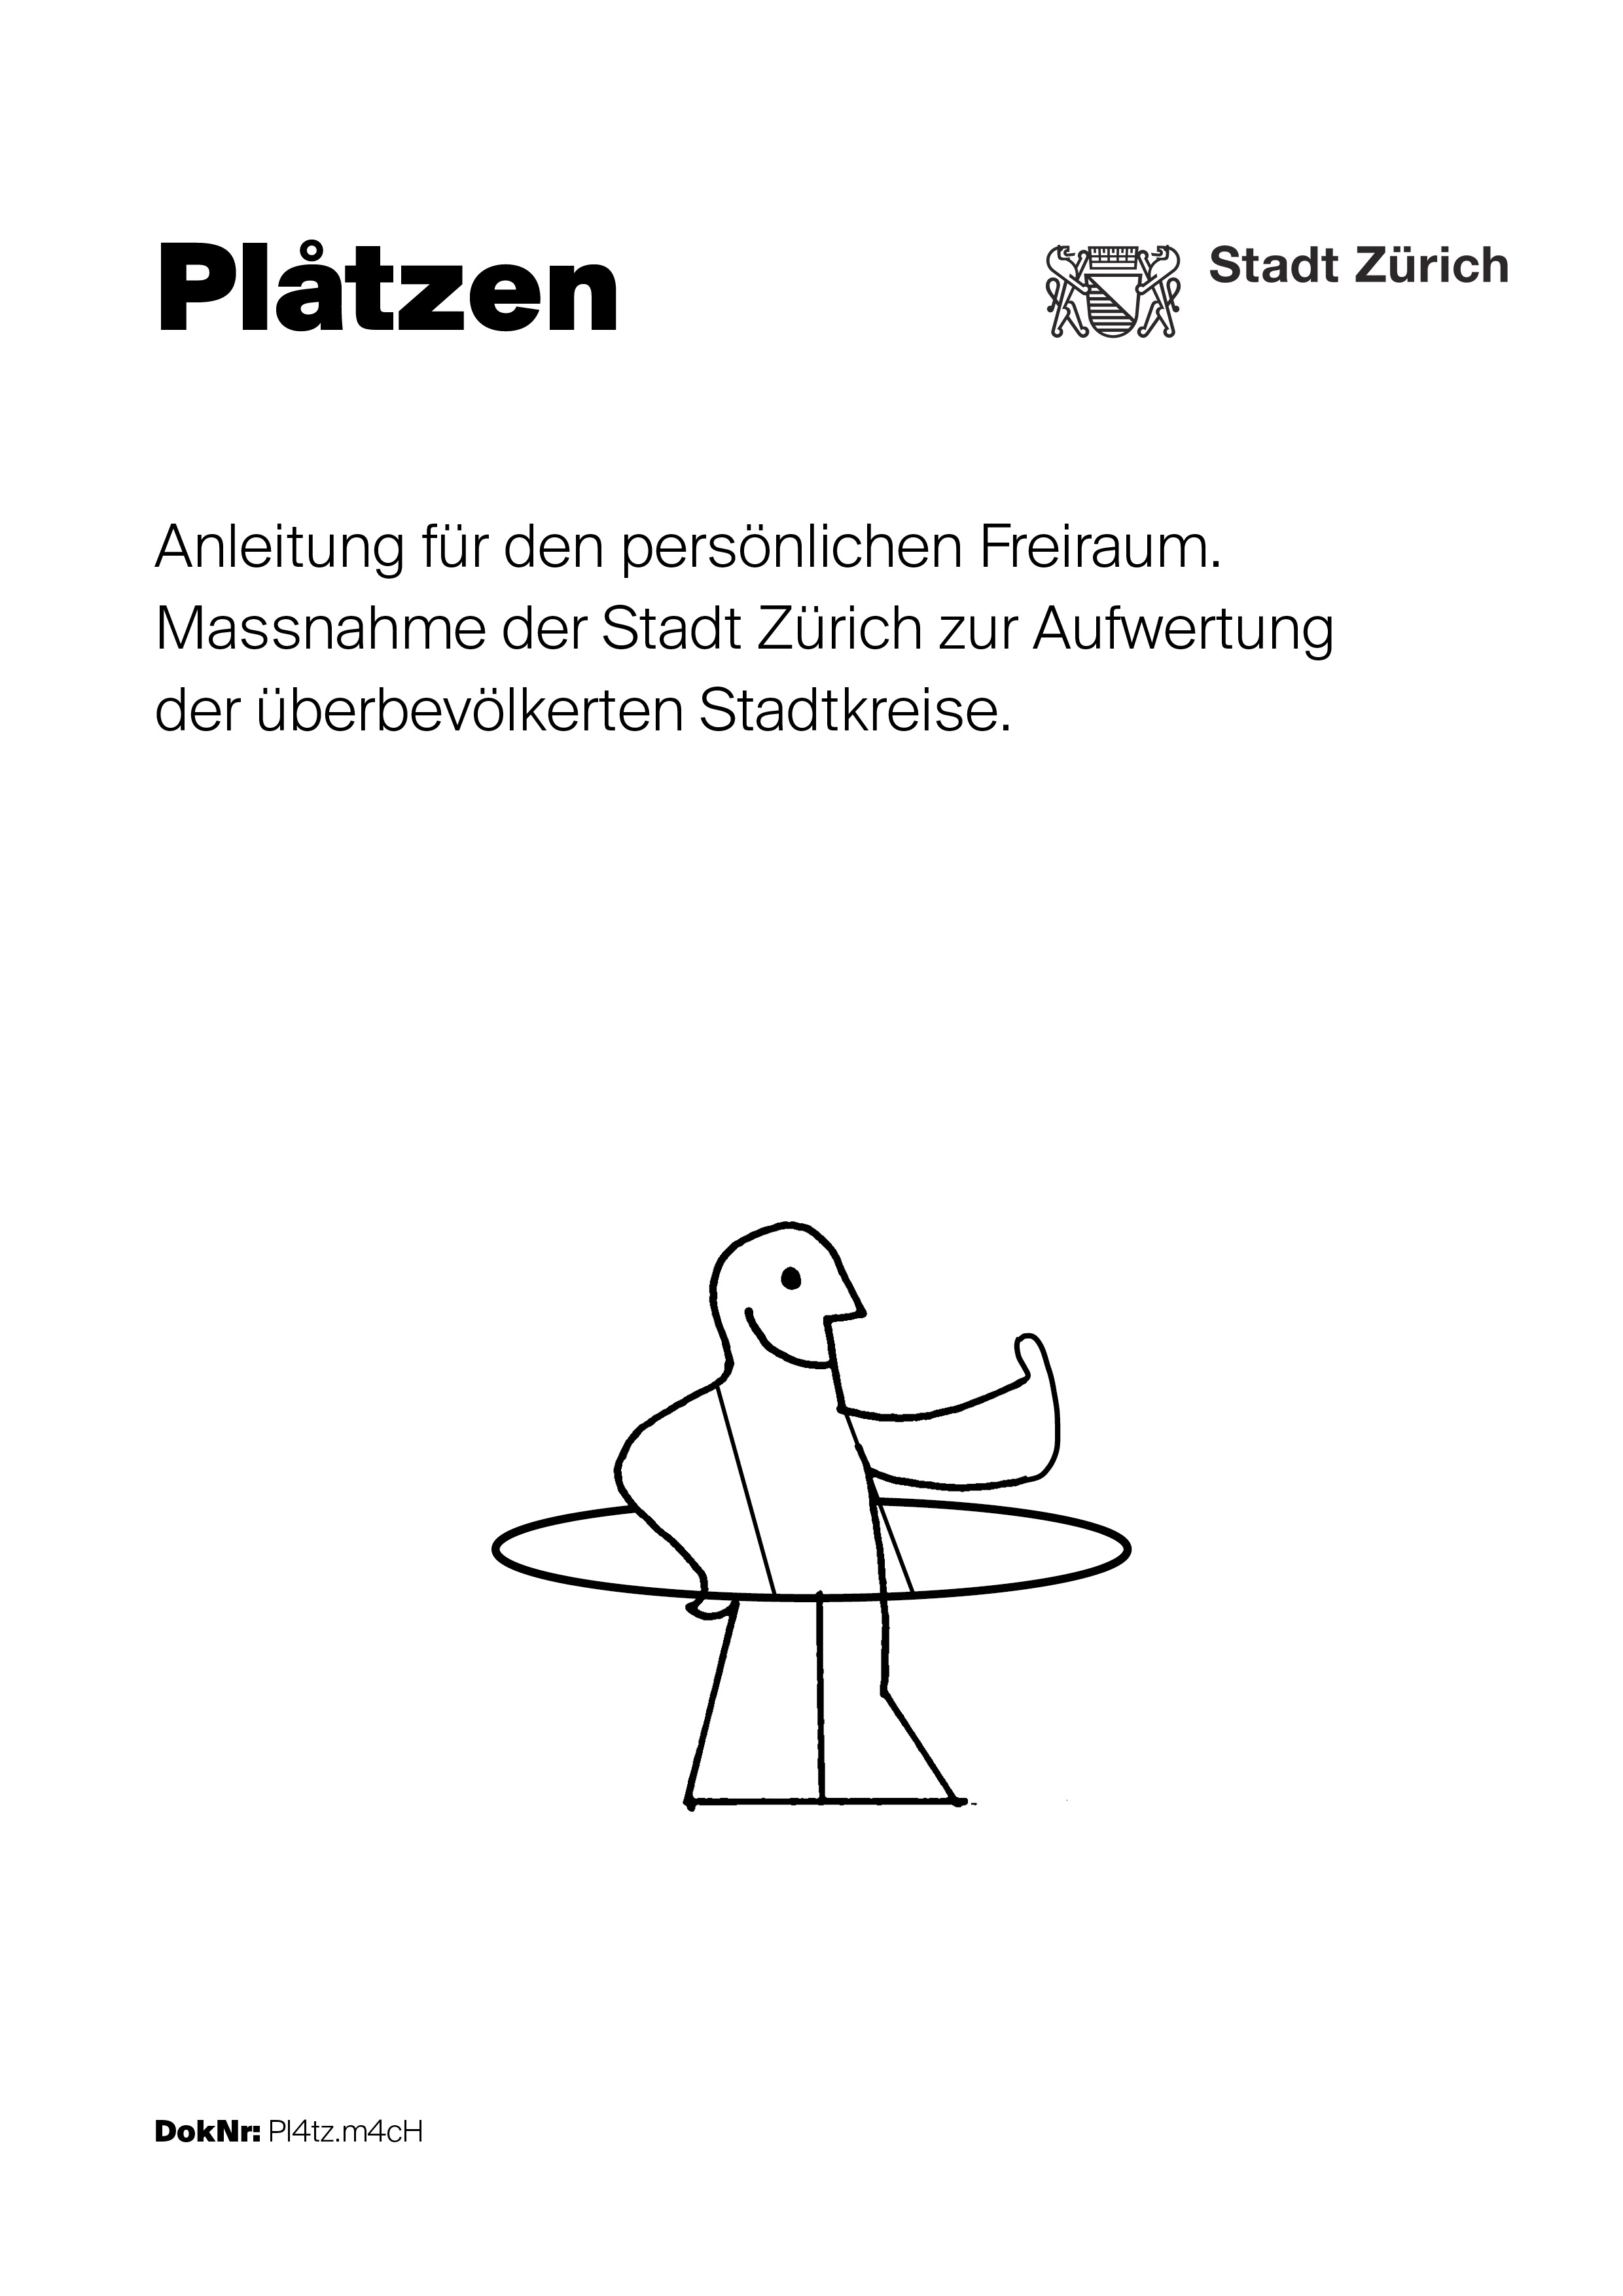 Plåtzen
Stadt Zürich
Anleitung für den persönlichen Freiraum.
Massnahme der Stadt Zürich zur Aufwertung
der überbevölkerten Stadtkreise.
DokNr: Pl4tz.m4cH